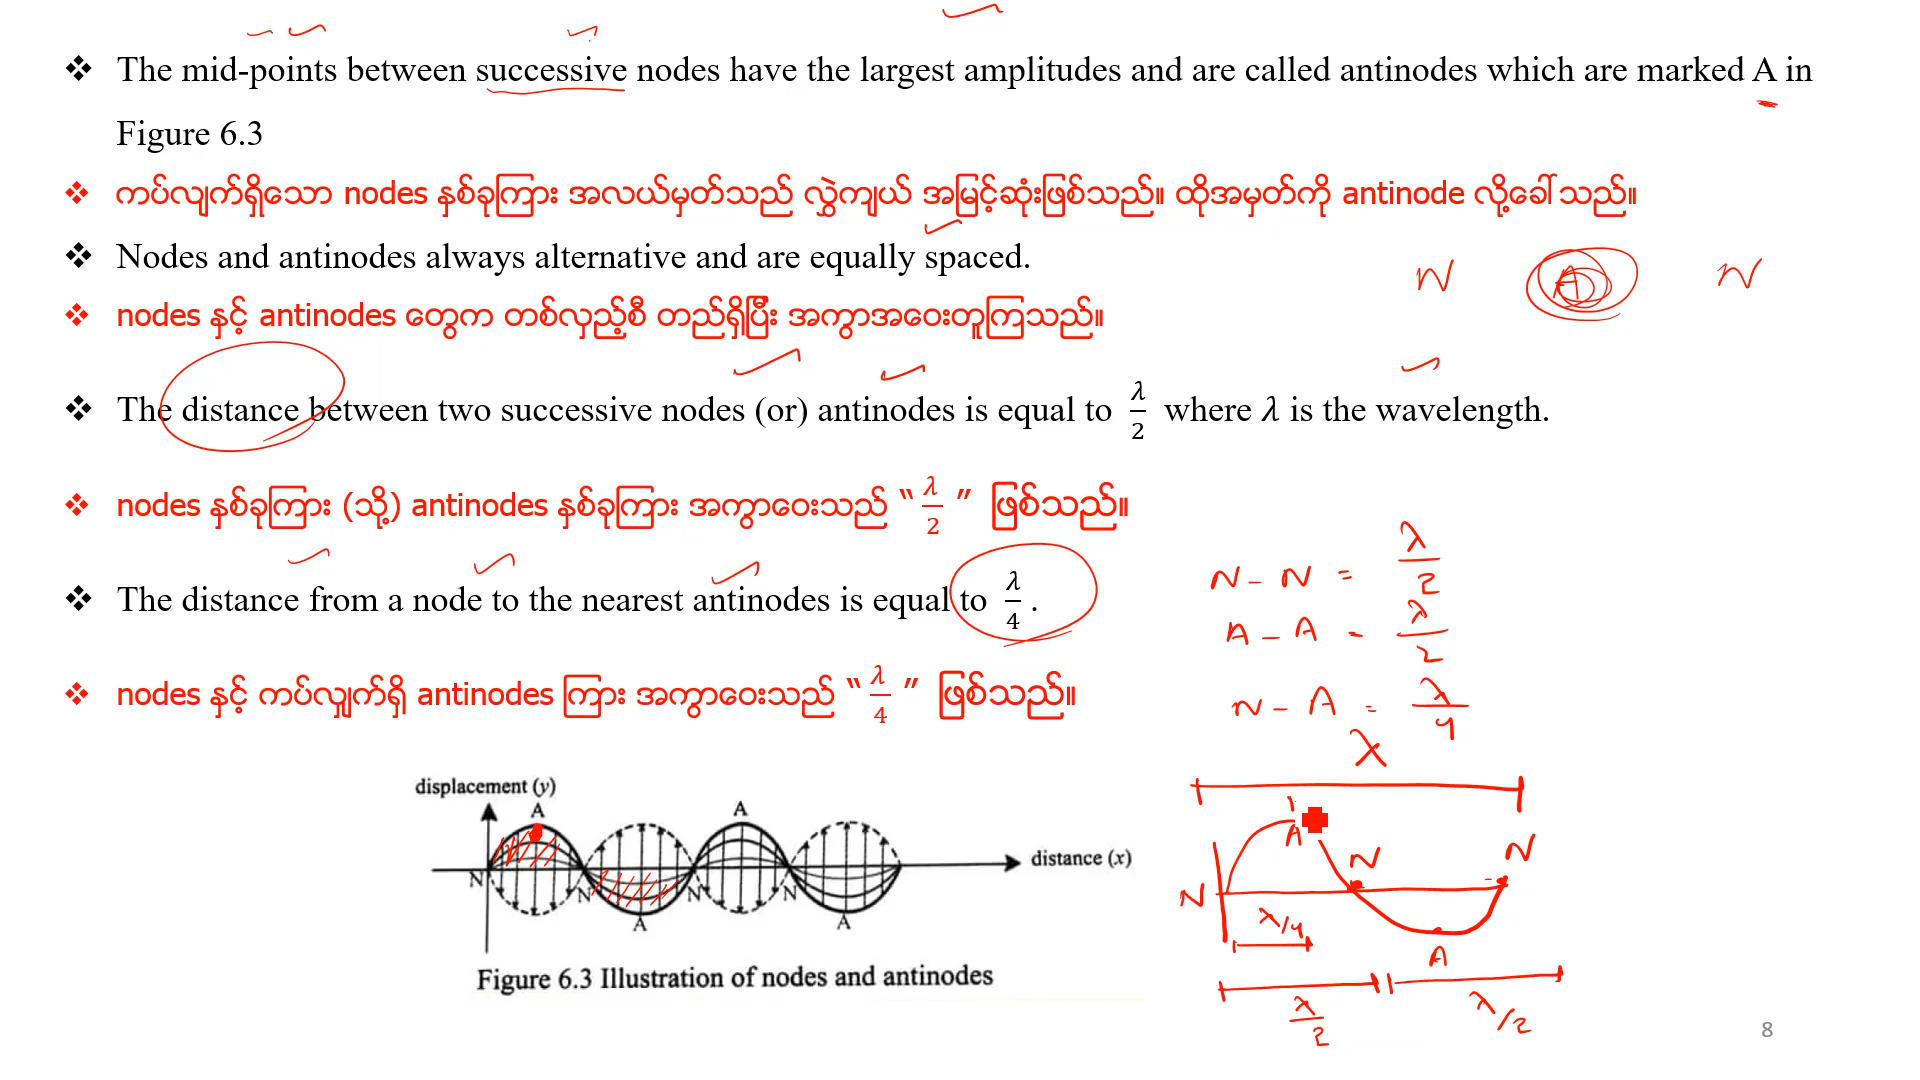 ❖ The mid-points between successive nodes have the largest amplitudes and are called antinodes which are marked A in
Figure 6.3
❖ ကပ်လျက်ရှိသော nodes နှစ်ခုကြား အလယ်မှတ်သည် လွှဲကျယ် အမြင့်ဆုံးဖြစ်သည်။ ထိုအမှတ်ကို antinode လို့ခေါ်သည်။
❖ Nodes and antinodes always alternative and are equally spaced.
N A N
❖ nodes နှင့် antinodes တွေက တစ်လှည့်စီ တည်ရှိပြီး အကွာအဝေးတူကြသည်။
❖ The distance between two successive nodes (or) antinodes is equal to λ/2 where λ is the wavelength.
❖ nodes နှစ်ခုကြား (သို့) antinodes နှစ်ခုကြား အကွာဝေးသည် “ λ/2 ” ဖြစ်သည်။
N - N = λ/2
❖ The distance from a node to the nearest antinodes is equal to λ/4 .
A - A = λ/2
❖ nodes နှင့် ကပ်လျှက်ရှိ antinodes ကြား အကွာဝေးသည် “ λ/4 ” ဖြစ်သည်။
N - A = λ/4
λ
displacement (y)
A A
distance (x)
N N N N
A A
Figure 6.3 Illustration of nodes and antinodes
A
N N N
λ/4
A
λ/2 λ/2
8